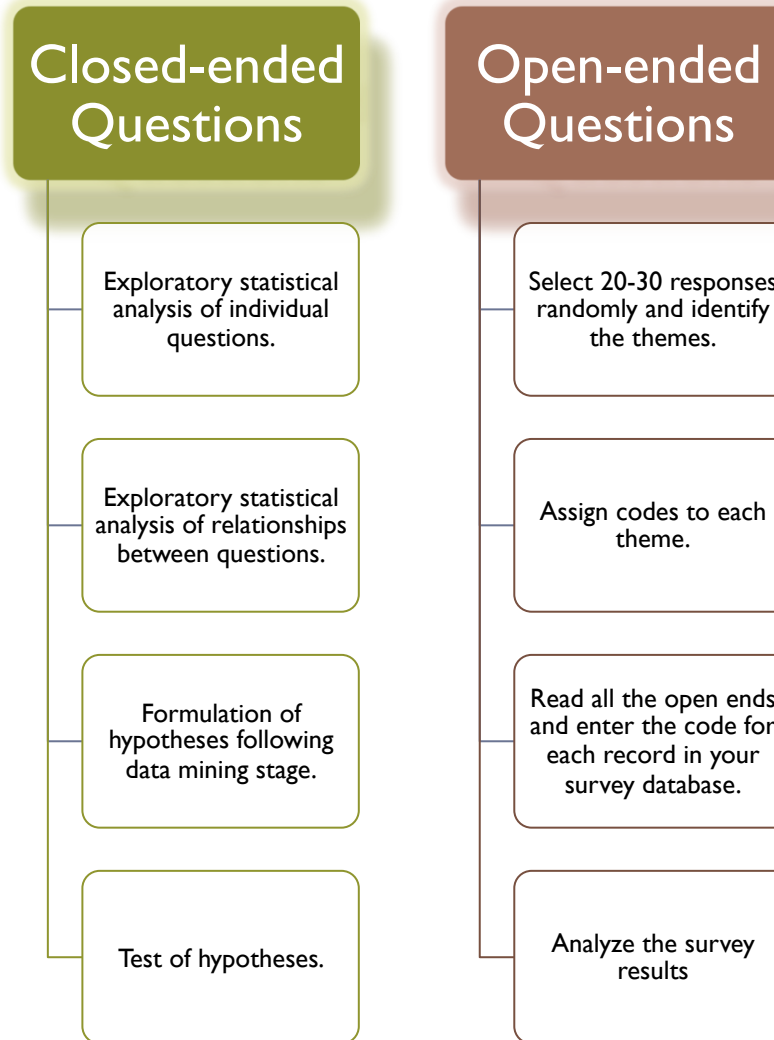 Closed-ended
Questions
Exploratory statistical
analysis of individual
questions.
Exploratory statistical
analysis of relationships
between questions.
Formulation of
hypotheses following
data mining stage.
Test of hypotheses.
Open-ended
Questions
Select 20-30 responses
randomly and identify
the themes.
Assign codes to each
theme.
Read all the open ends
and enter the code for
each record in your
survey database.
Analyze the survey
results